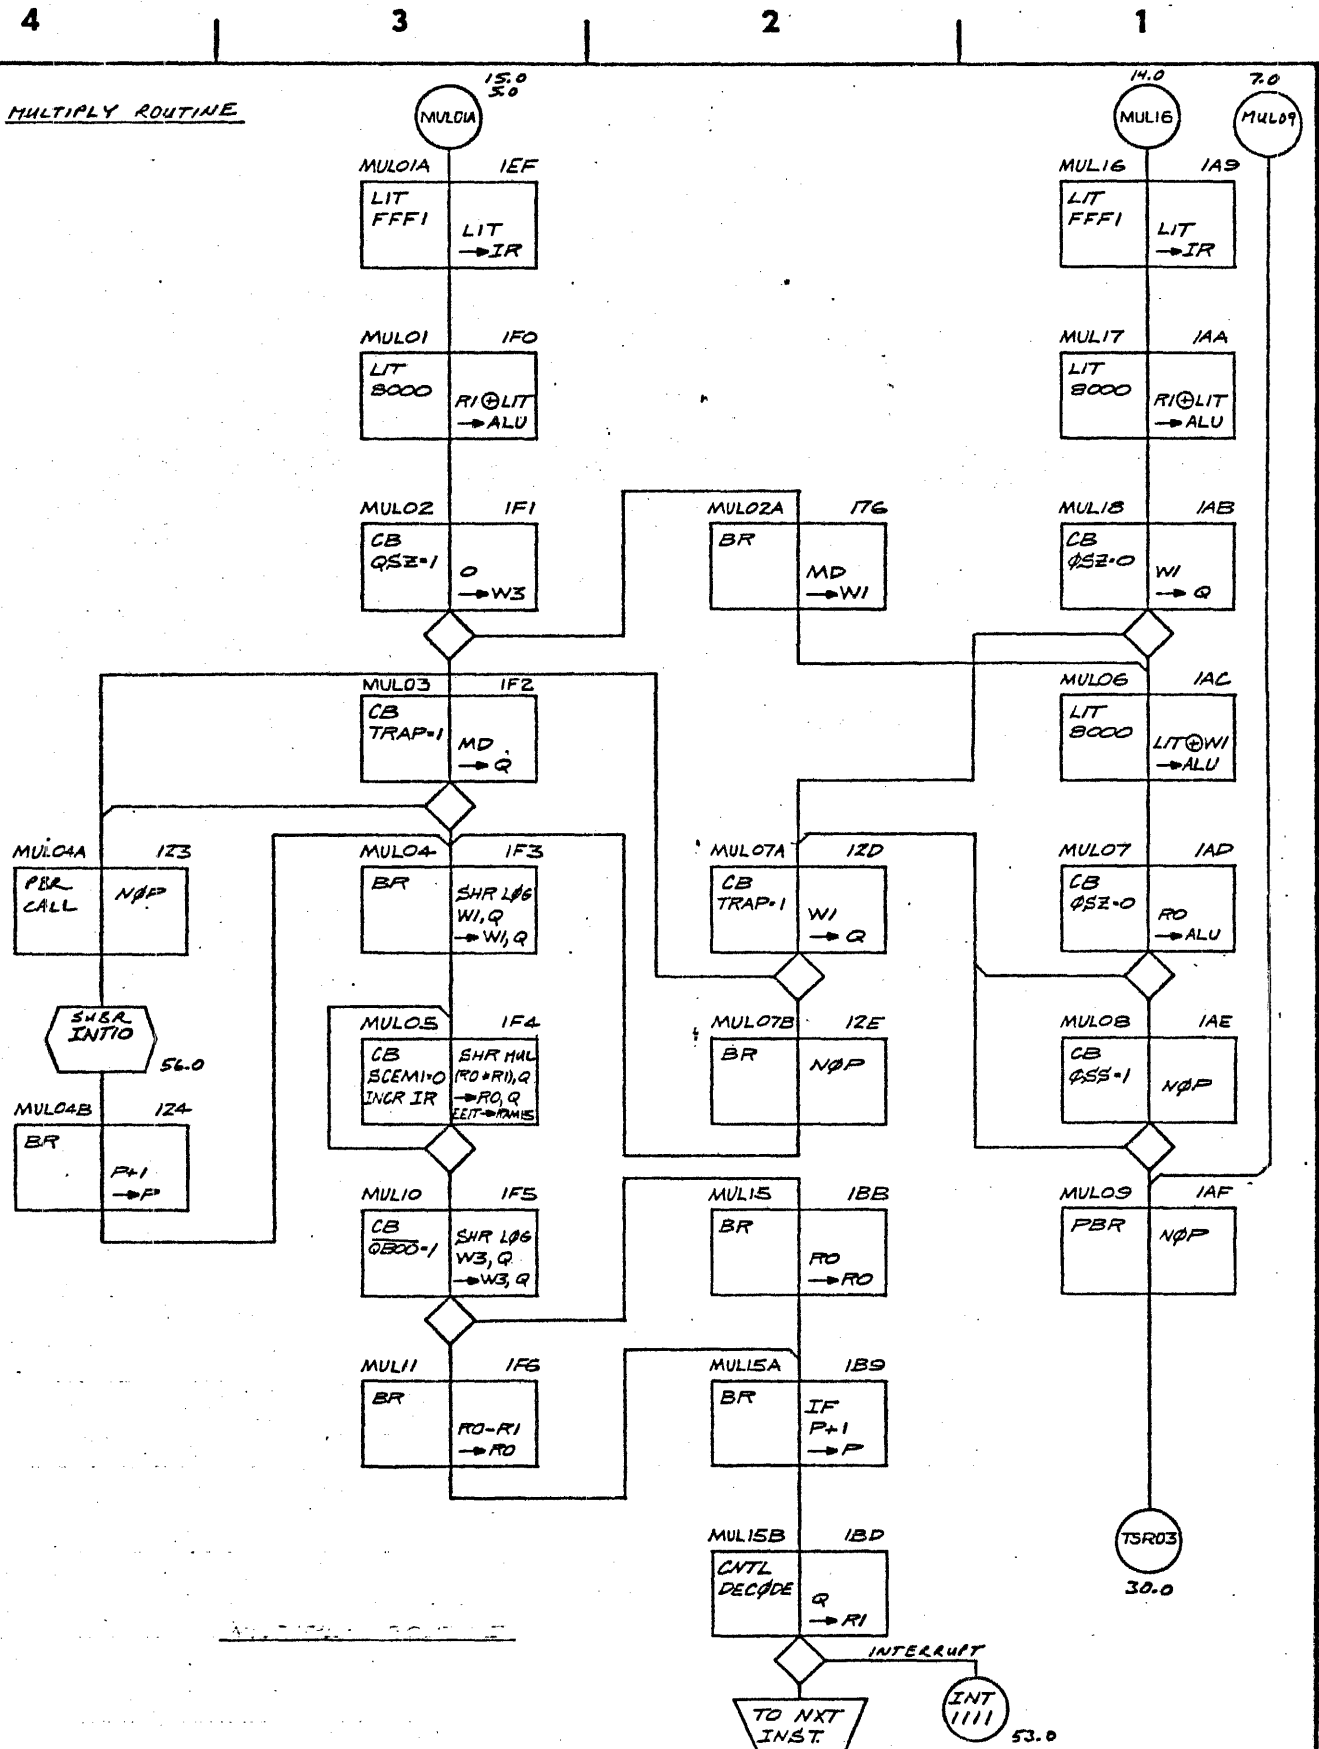 4 3 2 1
MULTIPLY ROUTINE
15.0
5.0
MUL01A
14.0
MUL16
7.0
MUL09
MUL01A 1EF
LIT
FFF1
LIT
→IR
MUL16 1A9
LIT
FFF1
LIT
→IR
MUL01 1F0
LIT
8000
R1⊕LIT
→ALU
MUL17 1AA
LIT
8000
R1⊕LIT
→ALU
MUL02 1F1
CB
QSZ=1
0
→W3
MUL02A 176
BR
MD
→W1
MUL18 1AB
CB
QSZ=0
W1
→Q
MUL03 1F2
CB
TRAP=1
MD
→Q
MUL06 1AC
LIT
8000
LIT⊕W1
→ALU
MUL04A 123
PBR
CALL
NØP
MUL04 1F3
BR
SHR LØG
W1,Q
→W1,Q
MUL07A 12D
CB
TRAP=1
W1
→Q
MUL07 1AD
CB
ØSZ=0
R0
→ALU
SUBR
INT10
56.0
MUL05 1F4
CB
SCEM1=0
INCR IR
SHR MUL
(R0+R1),Q
→R0,Q
MUL07B 12E
BR
NØP
MUL08 1AE
CB
ØSS=1
NØP
MUL04B 124
BR
P+1
→P
MUL10 1F5
CB
QB00=1
SHR LØG
W3,Q
→W3,Q
MUL15 1BB
BR
R0
→R0
MUL09 1AF
PBR
NØP
MUL11 1F6
BR
R0-R1
→R0
MUL15A 1B9
BR
IF
P+1
→P
MUL15B 1BD
CNTL
DECØDE
Q
→R1
TSR03
30.0
INTERRUPT
TO NXT
INST.
INT
1111
53.0